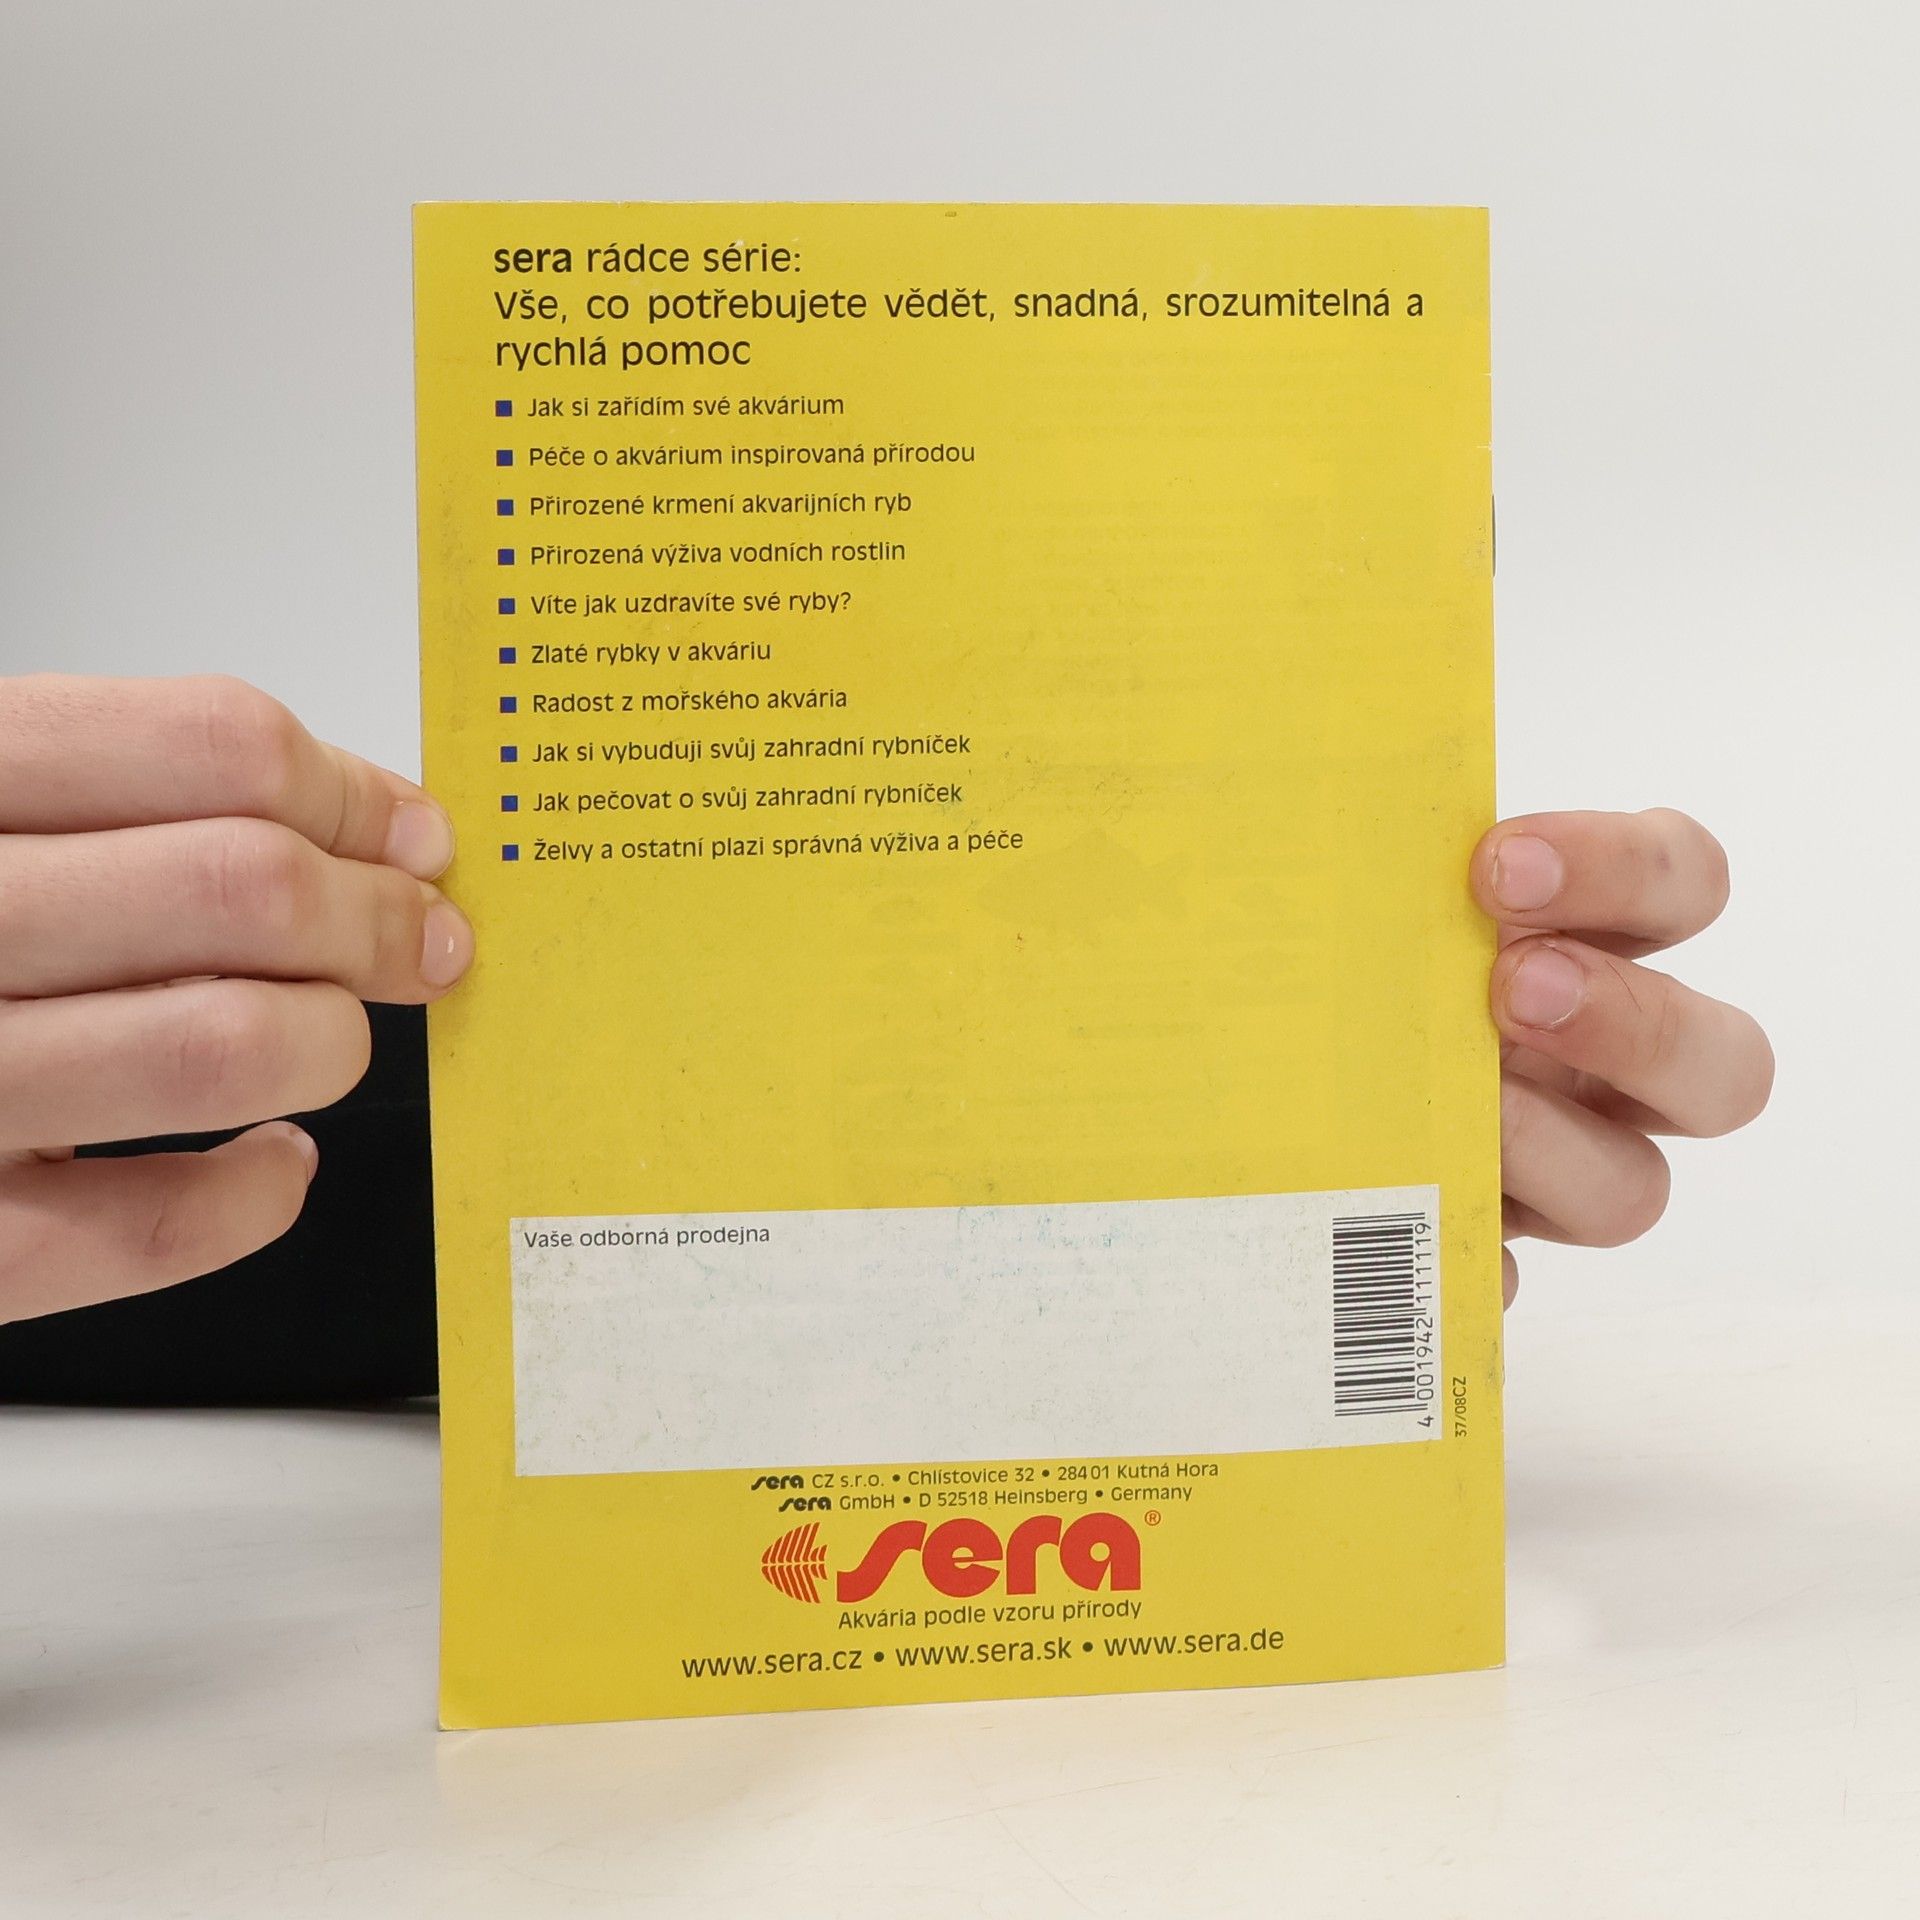 sera rádce série:
Vše, co potřebujete vědět, snadná, srozumitelná a
rychlá pomoc
■ Jak si zařídím své akvárium
■ Péče o akvárium inspirovaná přírodou
■ Přirozené krmení akvarijních ryb
■ Přirozená výživa vodních rostlin
■ Víte jak uzdravíte své ryby?
■ Zlaté rybky v akváriu
■ Radost z mořského akvária
■ Jak si vybuduji svůj zahradní rybníček
■ Jak pečovat o svůj zahradní rybníček
■ Želvy a ostatní plazi správná výživa a péče
Vaše odborná prodejna
4 001942 111119
37/08CZ
sera CZ s.r.o. • Chlístovice 32 • 284 01 Kutná Hora
sera GmbH • D 52518 Heinsberg • Germany
sera®
Akvária podle vzoru přírody
www.sera.cz • www.sera.sk • www.sera.de